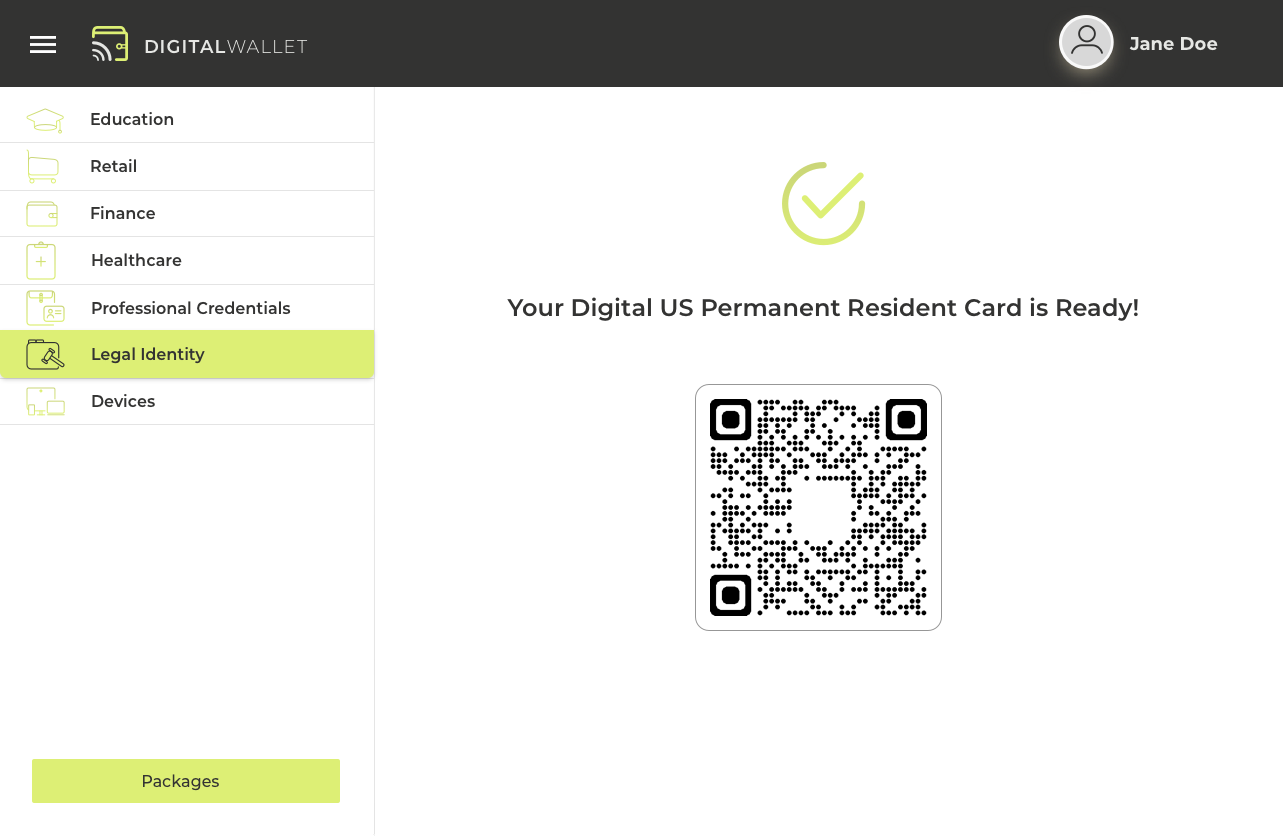 DIGITALWALLET
Jane Doe
Education
Retail
Finance
Healthcare
Professional Credentials
Legal Identity
Devices
Your Digital US Permanent Resident Card is Ready!
Packages